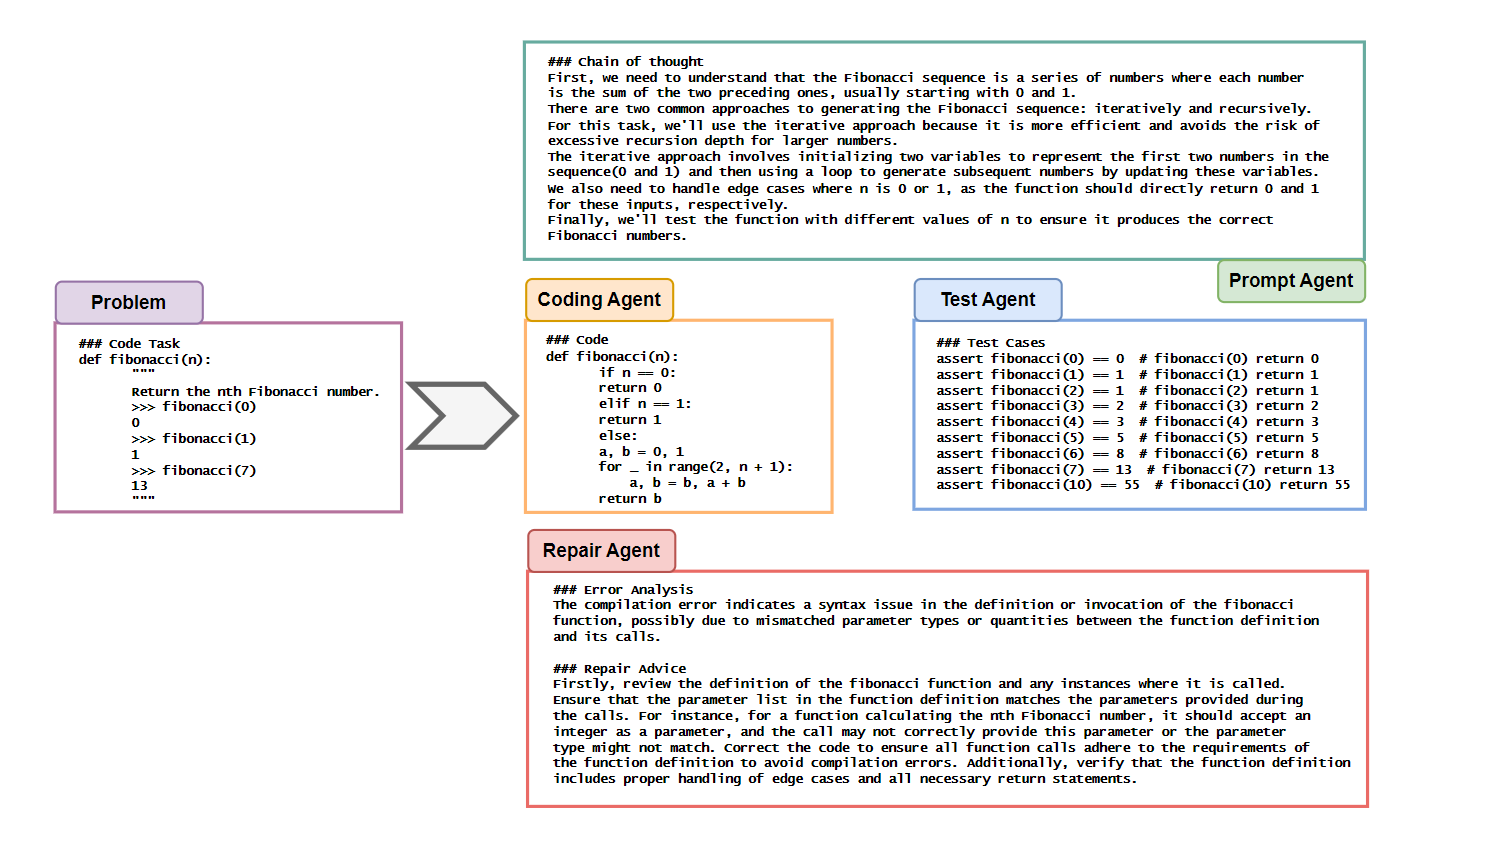 ### Chain of thought
First, we need to understand that the Fibonacci sequence is a series of numbers where each number
is the sum of the two preceding ones, usually starting with 0 and 1.
There are two common approaches to generating the Fibonacci sequence: iteratively and recursively.
For this task, we'll use the iterative approach because it is more efficient and avoids the risk of
excessive recursion depth for larger numbers.
The iterative approach involves initializing two variables to represent the first two numbers in the
sequence(0 and 1) and then using a loop to generate subsequent numbers by updating these variables.
We also need to handle edge cases where n is 0 or 1, as the function should directly return 0 and 1
for these inputs, respectively.
Finally, we'll test the function with different values of n to ensure it produces the correct
Fibonacci numbers.
Prompt Agent
Problem
### Code Task
def fibonacci(n):
"""
Return the nth Fibonacci number.
>>> fibonacci(0)
0
>>> fibonacci(1)
1
>>> fibonacci(7)
13
"""
Coding Agent
### Code
def fibonacci(n):
if n == 0:
return 0
elif n == 1:
return 1
else:
a, b = 0, 1
for _ in range(2, n + 1):
a, b = b, a + b
return b
Test Agent
### Test Cases
assert fibonacci(0) == 0  # fibonacci(0) return 0
assert fibonacci(1) == 1  # fibonacci(1) return 1
assert fibonacci(2) == 1  # fibonacci(2) return 1
assert fibonacci(3) == 2  # fibonacci(3) return 2
assert fibonacci(4) == 3  # fibonacci(4) return 3
assert fibonacci(5) == 5  # fibonacci(5) return 5
assert fibonacci(6) == 8  # fibonacci(6) return 8
assert fibonacci(7) == 13  # fibonacci(7) return 13
assert fibonacci(10) == 55  # fibonacci(10) return 55
Repair Agent
### Error Analysis
The compilation error indicates a syntax issue in the definition or invocation of the fibonacci
function, possibly due to mismatched parameter types or quantities between the function definition
and its calls.
### Repair Advice
Firstly, review the definition of the fibonacci function and any instances where it is called.
Ensure that the parameter list in the function definition matches the parameters provided during
the calls. For instance, for a function calculating the nth Fibonacci number, it should accept an
integer as a parameter, and the call may not correctly provide this parameter or the parameter
type might not match. Correct the code to ensure all function calls adhere to the requirements of
the function definition to avoid compilation errors. Additionally, verify that the function definition
includes proper handling of edge cases and all necessary return statements.